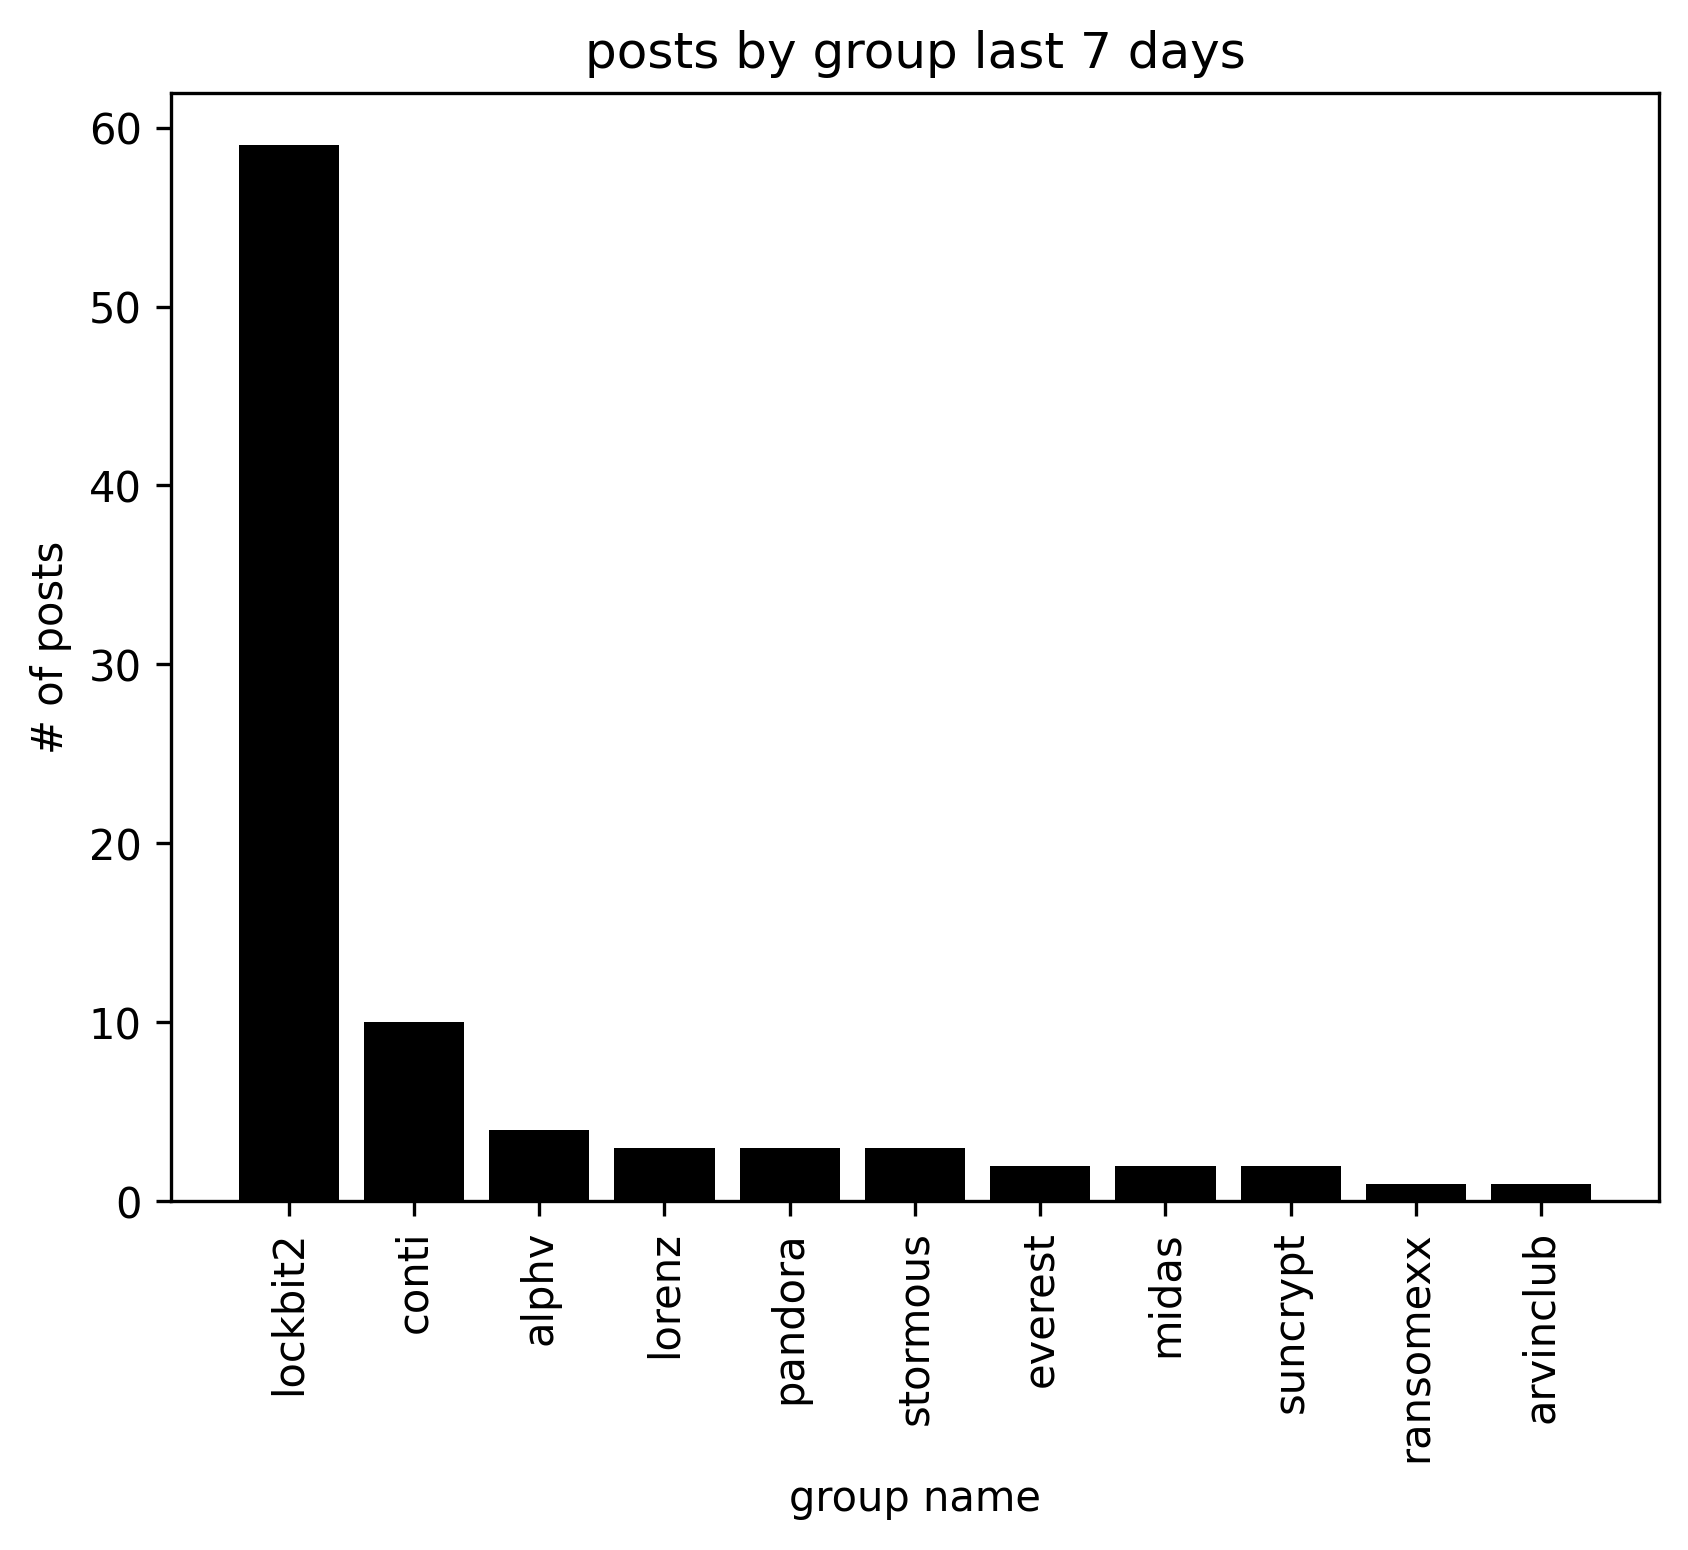 posts by group last 7 days
# of posts
60
50
40
30
20
10
0
lockbit2
conti
alphv
lorenz
pandora
stormous
everest
midas
suncrypt
ransomexx
arvinclub
group name